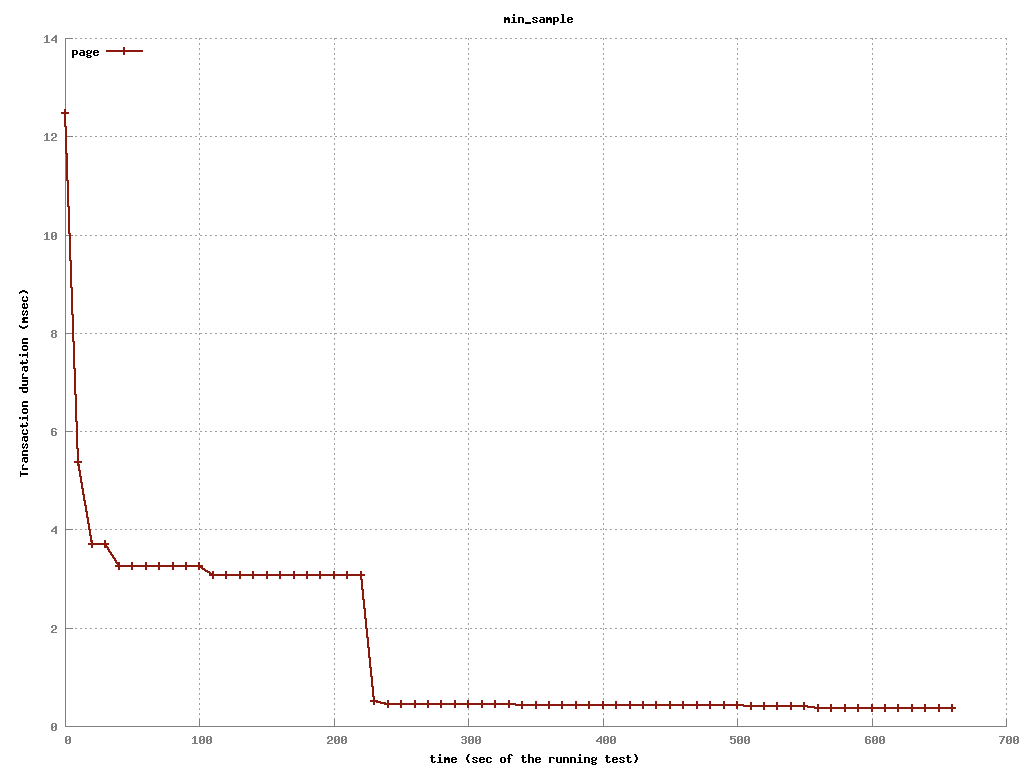 min_sample
page
14
12
10
8
6
4
2
0
Transaction duration (msec)
0 100 200 300 400 500 600 700
time (sec of the running test)